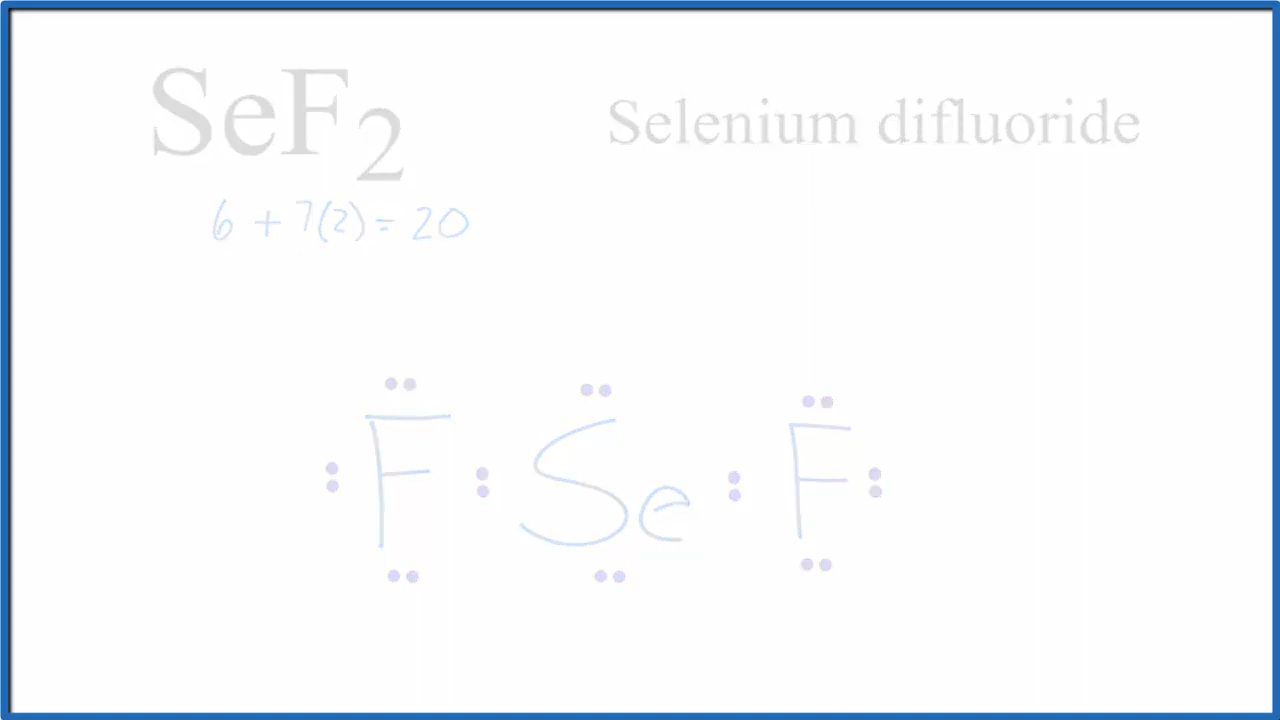 SeF₂
Selenium difluoride
6 + 7(2) = 20
F Se F